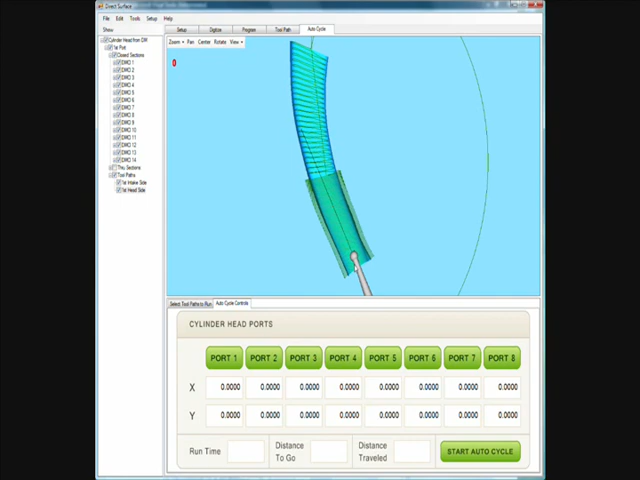 Direct Surface
File Edit Tools Setup Help
Show
Setup Digitize Program Tool Path Auto Cycle
Zoom Pan Center Rotate View
Cylinder Head from DIR
1st Port
Closed Sections
DMO 1
DMO 2
DMO 3
DMO 4
DMO 5
DMO 6
DMO 7
DMO 8
DMO 9
DMO 10
DMO 11
DMO 12
DMO 13
DMO 14
Thru Sections
Tool Paths
1st Intake Side
1st Head Side
0
Select Tool Paths to Run Auto Cycle Controls
CYLINDER HEAD PORTS
PORT 1 PORT 2 PORT 3 PORT 4 PORT 5 PORT 6 PORT 7 PORT 8
X 0.0000 0.0000 0.0000 0.0000 0.0000 0.0000 0.0000 0.0000
Y 0.0000 0.0000 0.0000 0.0000 0.0000 0.0000 0.0000 0.0000
Run Time Distance To Go Distance Traveled START AUTO CYCLE